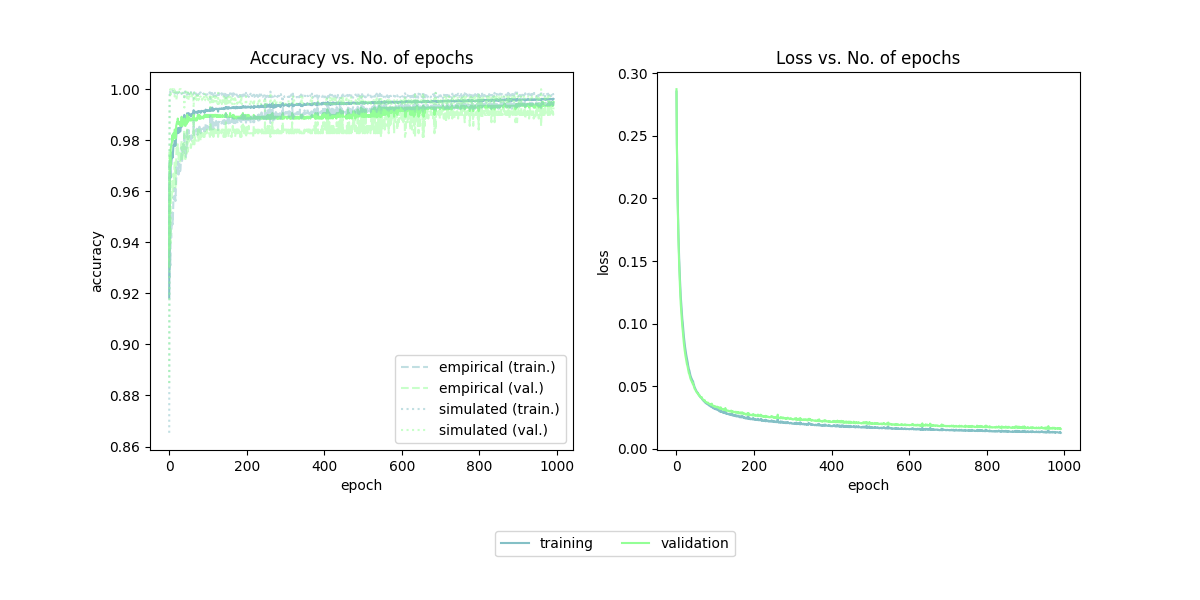 Accuracy vs. No. of epochs
1.00
0.98
0.96
0.94
0.92
0.90
0.88
0.86
accuracy
0
200
400
600
800
1000
epoch
empirical (train.)
empirical (val.)
simulated (train.)
simulated (val.)
Loss vs. No. of epochs
0.30
0.25
0.20
0.15
0.10
0.05
0.00
loss
0
200
400
600
800
1000
epoch
training
validation